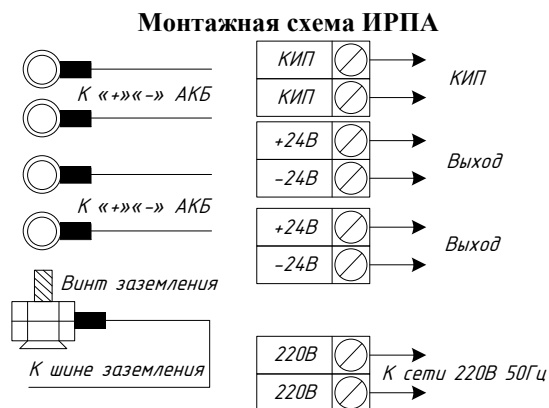 Монтажная схема ИРПА
К «+»«-» АКБ
К «+»«-» АКБ
Винт заземления
К шине заземления
КИП
КИП
КИП
+24В
-24В
Выход
+24В
-24В
Выход
220В
220В
К сети 220В 50Гц